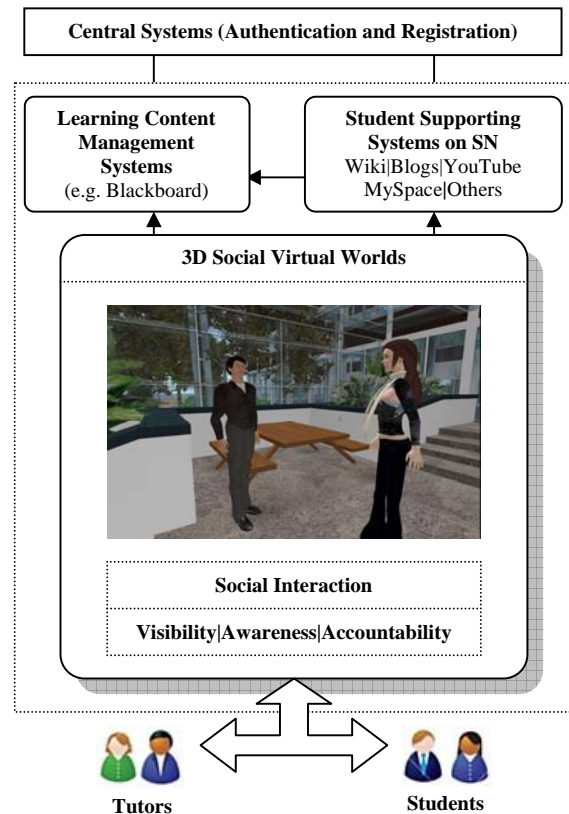 Central Systems (Authentication and Registration)
Learning Content
Management
Systems
(e.g. Blackboard)
Student Supporting
Systems on SN
Wiki|Blogs|YouTube
MySpace|Others
3D Social Virtual Worlds
Social Interaction
Visibility|Awareness|Accountability
Tutors
Students